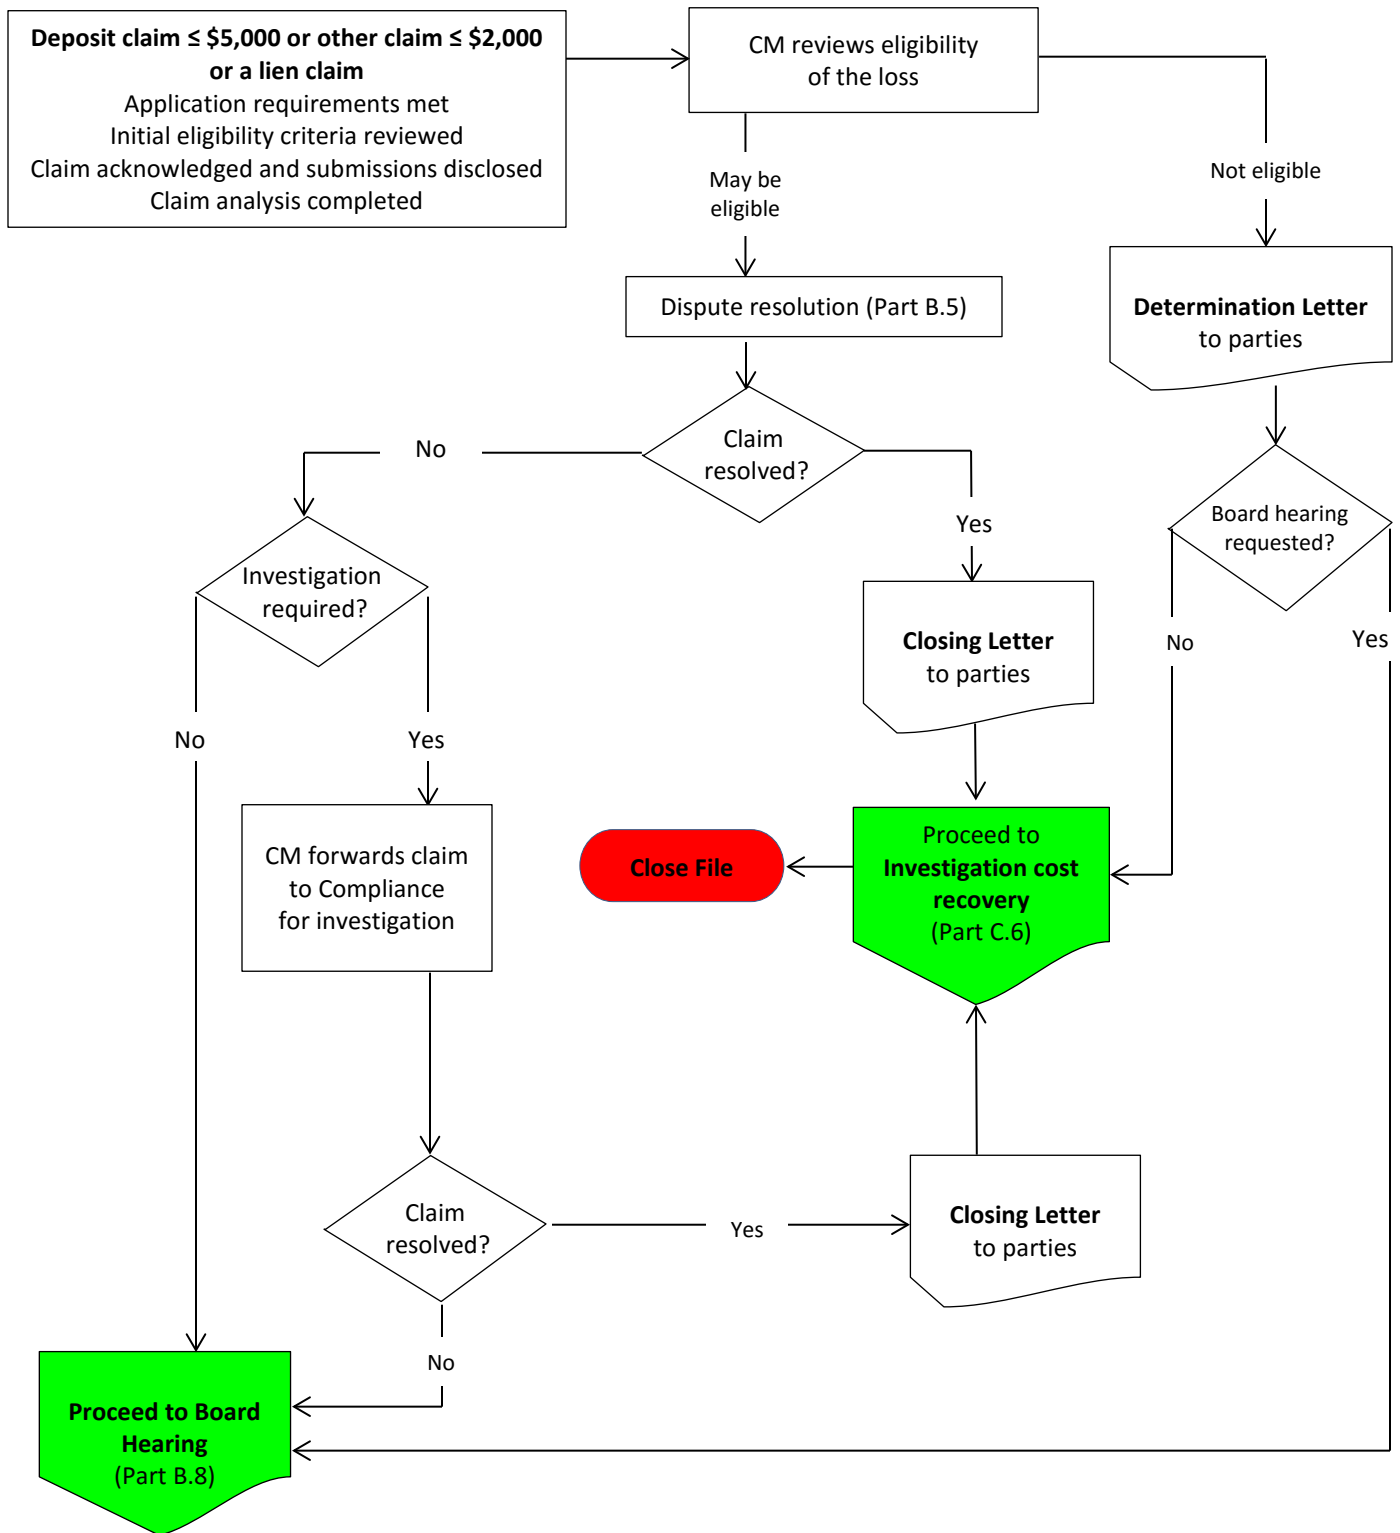 Deposit claim ≤ $5,000 or other claim ≤ $2,000
or a lien claim
Application requirements met
Initial eligibility criteria reviewed
Claim acknowledged and submissions disclosed
Claim analysis completed
CM reviews eligibility
of the loss
May be
eligible
Not eligible
Dispute resolution (Part B.5)
Determination Letter
to parties
Claim
resolved?
No
Yes
Board hearing
requested?
No
Yes
Investigation
required?
No
Yes
Closing Letter
to parties
CM forwards claim
to Compliance
for investigation
Close File
Proceed to
Investigation cost
recovery
(Part C.6)
Claim
resolved?
Yes
No
Closing Letter
to parties
Proceed to Board
Hearing
(Part B.8)